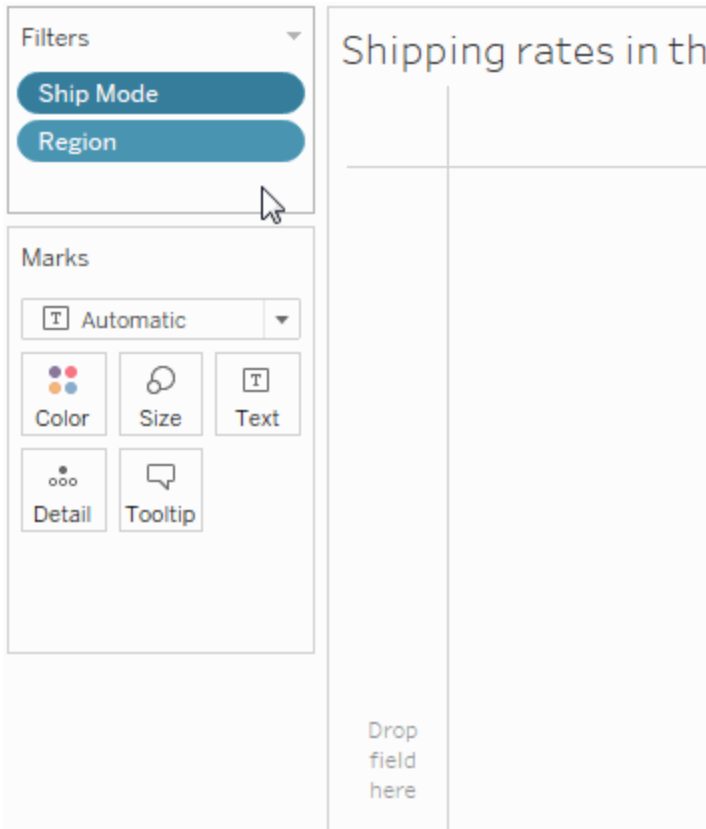 Filters
Ship Mode
Region
Marks
T Automatic
Color
Size
T
Text
Detail
Tooltip
Shipping rates in th
Drop
field
here